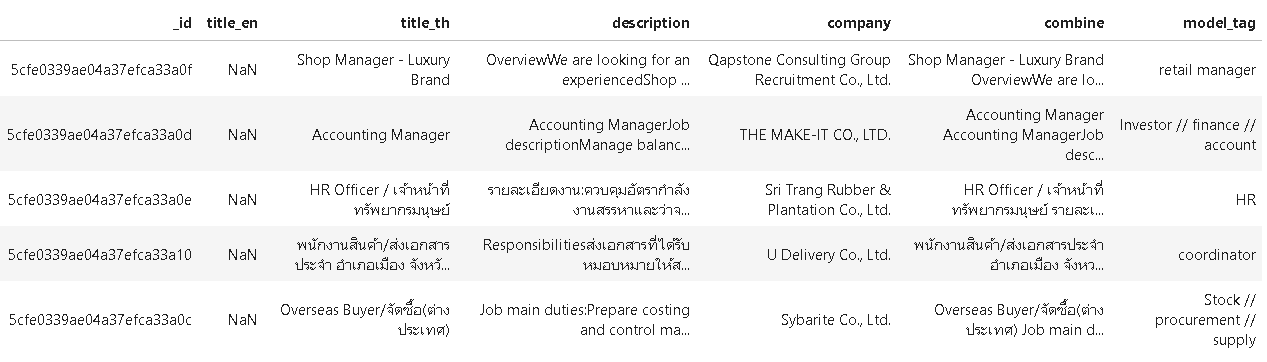 _id title_en title_th description company combine model_tag
5cfe0339ae04a37efca33a0f NaN Shop Manager - Luxury Brand OverviewWe are looking for an experiencedShop ... Qapstone Consulting Group Recruitment Co., Ltd. Shop Manager - Luxury Brand OverviewWe are lo... retail manager
5cfe0339ae04a37efca33a0d NaN Accounting Manager Accounting ManagerJob descriptionManage balanc... THE MAKE-IT CO., LTD. Accounting Manager Accounting ManagerJob desc... Investor // finance // account
5cfe0339ae04a37efca33a0e NaN HR Officer / เจ้าหน้าที่ทรัพยากรมนุษย์ รายละเอียดงาน:ควบคุมอัตรากำลังงานสรรหาและว่าจ... Sri Trang Rubber & Plantation Co., Ltd. HR Officer / เจ้าหน้าที่ทรัพยากรมนุษย์ รายละเ... HR
5cfe0339ae04a37efca33a10 NaN พนักงานสินค้า/ส่งเอกสารประจำ อำเภอเมือง จังหวั... Responsibilitiesส่งเอกสารที่ได้รับหมอบหมายให้ส... U Delivery Co., Ltd. พนักงานสินค้า/ส่งเอกสารประจำ อำเภอเมือง จังหว... coordinator
5cfe0339ae04a37efca33a0c NaN Overseas Buyer/จัดซื้อ(ต่างประเทศ) Job main duties:Prepare costing and control ma... Sybarite Co., Ltd. Overseas Buyer/จัดซื้อ(ต่างประเทศ) Job main d... Stock // procurement // supply